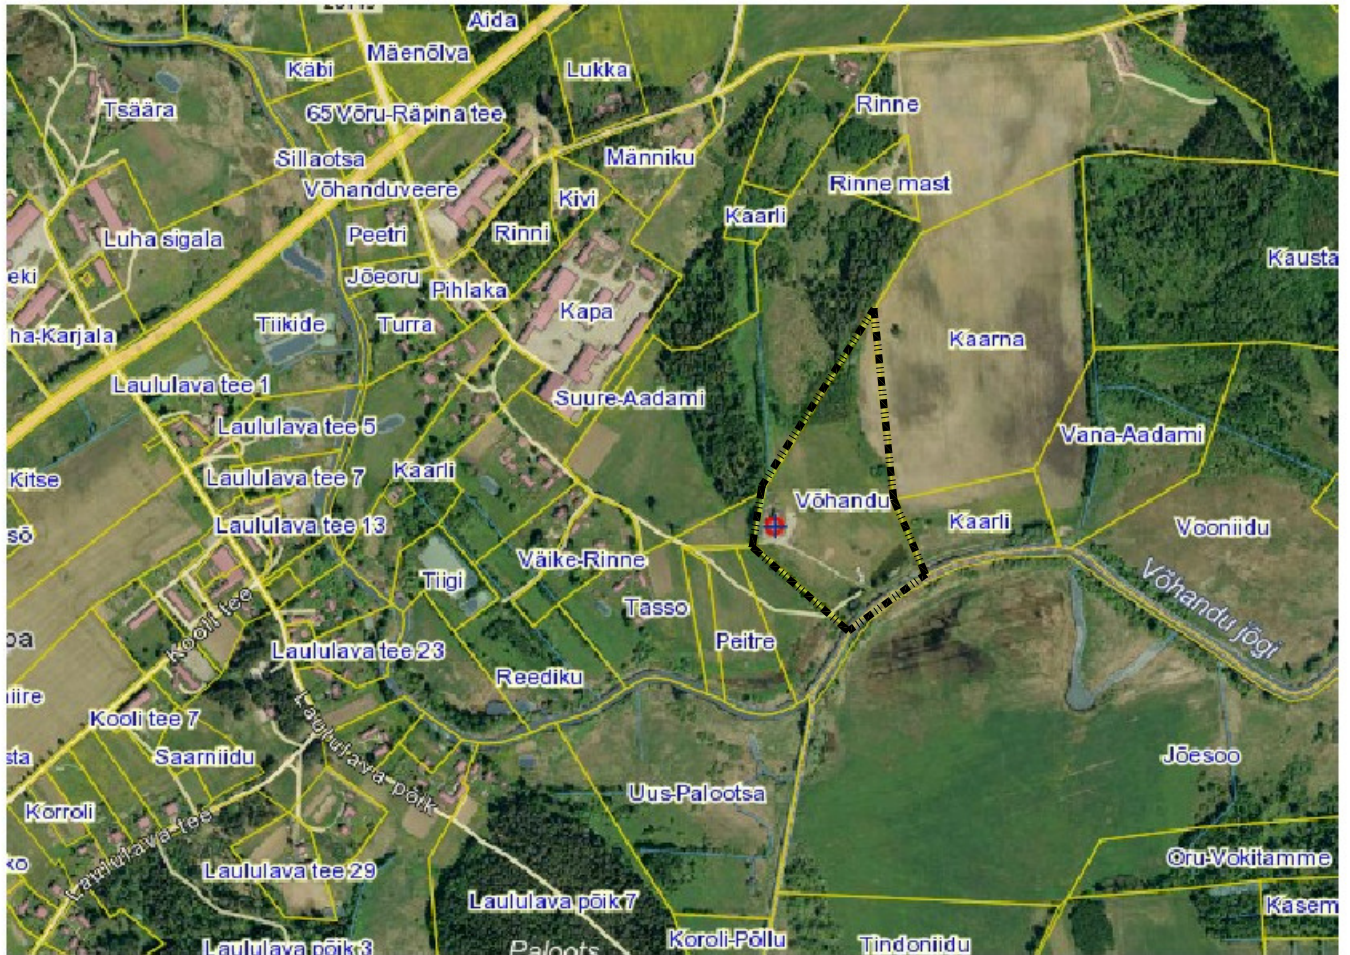 Aida
Mäenõlva
Käbi
Lukka
Tsäära
65 Võru-Räpina tee
Rinne
Sillaotsa
Männiku
Võhanduveere
Rinne mast
Kivi
Kaarli
Luha sigala
Peetri
Rinni
Kausta
eki
Jõeoru
Pihlaka
Kapa
Tiikide
Turra
ha-Karjala
Kaarna
Laululava tee 1
Suure-Aadami
Laululava tee 5
Vana-Aadami
Kitse
Laululava tee 7
Kaarli
Võhandu
Laululava tee 13
Kaarli
Vooniidu
sõ
Väike-Rinne
Võhandu jõgi
Tiigi
Tasso
Kooli tee
Peitre
Laululava tee 23
Reediku
Kooli tee 7
Saarniidu
Laululava põik
Jõesoo
sta
Uus-Palootsa
Korroli
Laululava tee
Oru-Vokitamme
ko
Laululava tee 29
Laululava põik 7
Kasem
Laululava põik 3
Paloots
Koroli-Põllu
Tindoniidu